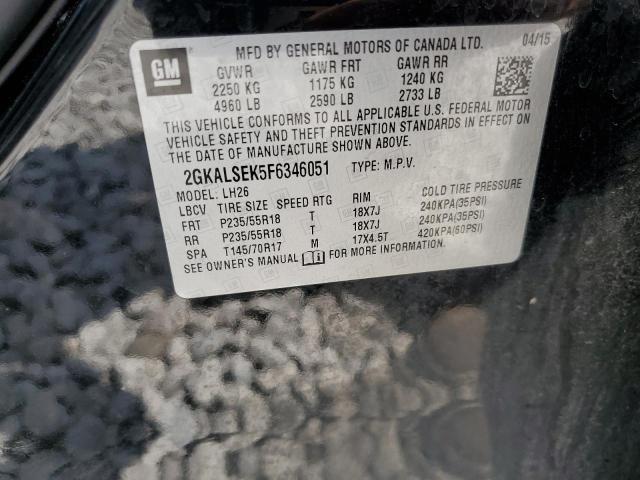 GM
MFD BY GENERAL MOTORS OF CANADA LTD. 04/15
GVWR GAWR FRT GAWR RR
2250 KG 1175 KG 1240 KG
4960 LB 2590 LB 2733 LB
THIS VEHICLE CONFORMS TO ALL APPLICABLE U.S. FEDERAL MOTOR
VEHICLE SAFETY AND THEFT PREVENTION STANDARDS IN EFFECT ON
THE DATE OF MANUFACTURE SHOWN ABOVE.
2GKALSEK5F6346051 TYPE: M.P.V.
MODEL: LH26
LBCV TIRE SIZE SPEED RTG RIM COLD TIRE PRESSURE
FRT P235/55R18 T 18X7J 240KPA(35PSI)
RR P235/55R18 T 18X7J 240KPA(35PSI)
SPA T145/70R17 M 17X4.5T 420KPA(60PSI)
SEE OWNER'S MANUAL FOR MORE INFORMATION.